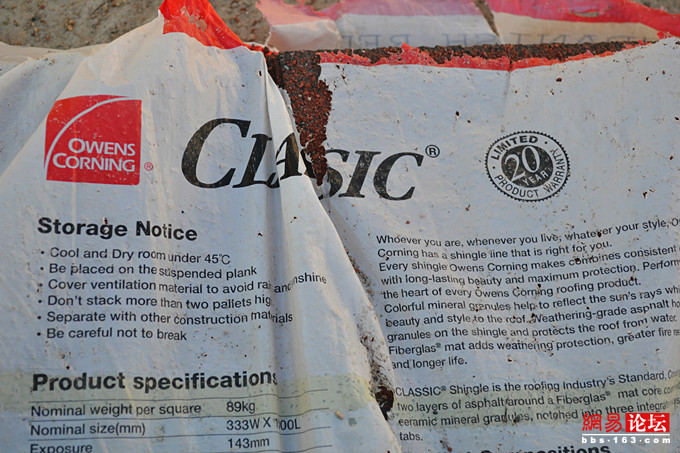 OWENS
CORNING®
CLASSIC®
LIMITED
20
YEAR
PRODUCT WARRANTY
Storage Notice
• Cool and Dry room under 45℃
• Be placed on the suspended plank
• Cover ventilation material to avoid rain
• Don't stack more than two pallets hig
• Separate with other construction materials
• Be careful not to break
Product specifications
Nominal weight per square 89kg
Nominal size(mm) 333W X 1000L
Exposure 143mm
Whoever you are, whenever you live, whatever your style, O
Corning has a shingle line that is right for you.
Every shingle Owens Corning makes combines consistent
with long-lasting beauty and maximum protection. Perform
the heart of every Owens Corning roofing product.
Colorful mineral granules help to reflect the sun's rays wh
beauty and style to the roof. Weathering-grade asphalt ho
granules on the shingle and protects the roof from water.
Fiberglas® mat adds weathering protection, greater fire re
and longer life.
CLASSIC® Shingle is the roofing Industry's Standard, Com
two layers of asphalt around a Fiberglas® mat core
ceramic mineral granules, notched into three integral
tabs.
网易论坛
bbs·163.com